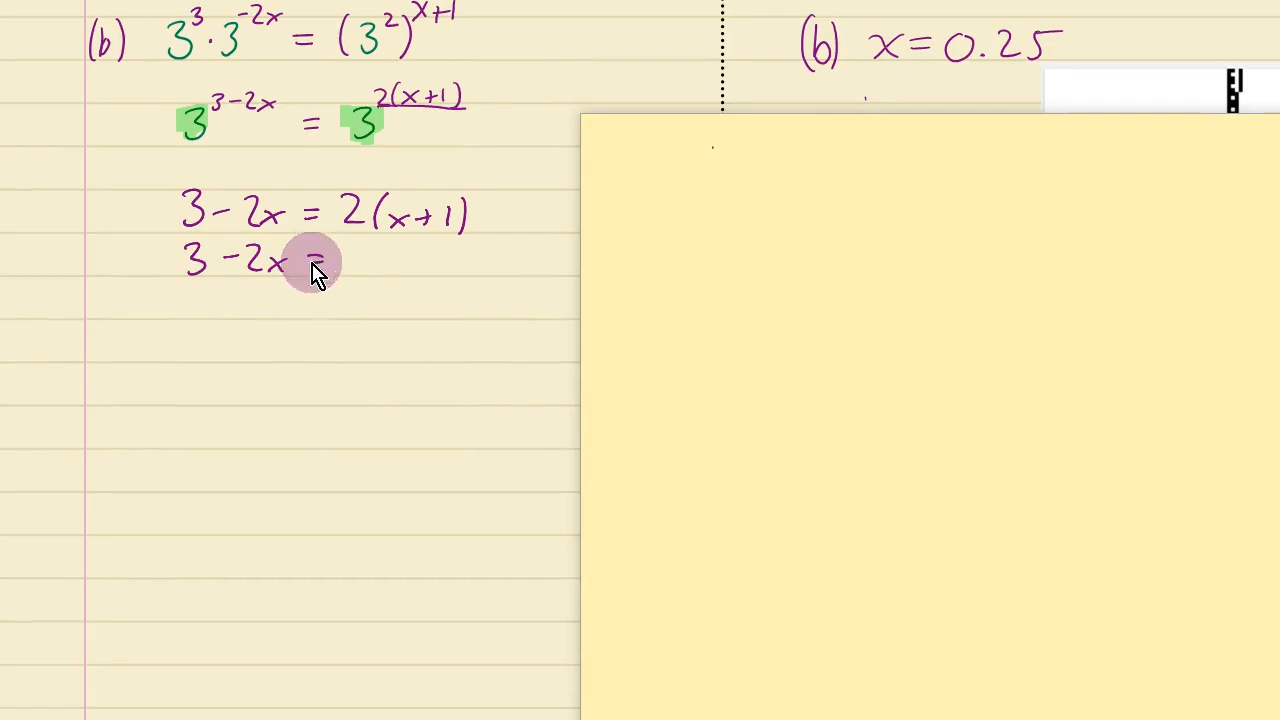 (b) 3³ · 3⁻²ˣ = (3²)ˣ⁺¹
3³⁻²ˣ = 3²⁽ˣ⁺¹⁾
3 - 2x = 2(x+1)
3 - 2x =
(b) x = 0.25